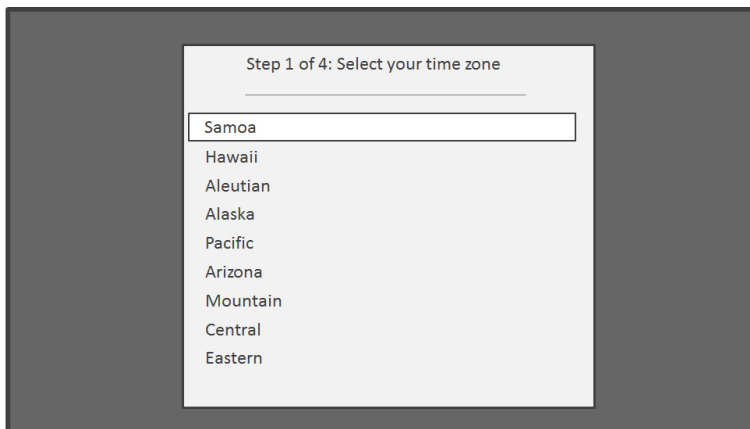 Step 1 of 4: Select your time zone
Samoa
Hawaii
Aleutian
Alaska
Pacific
Arizona
Mountain
Central
Eastern